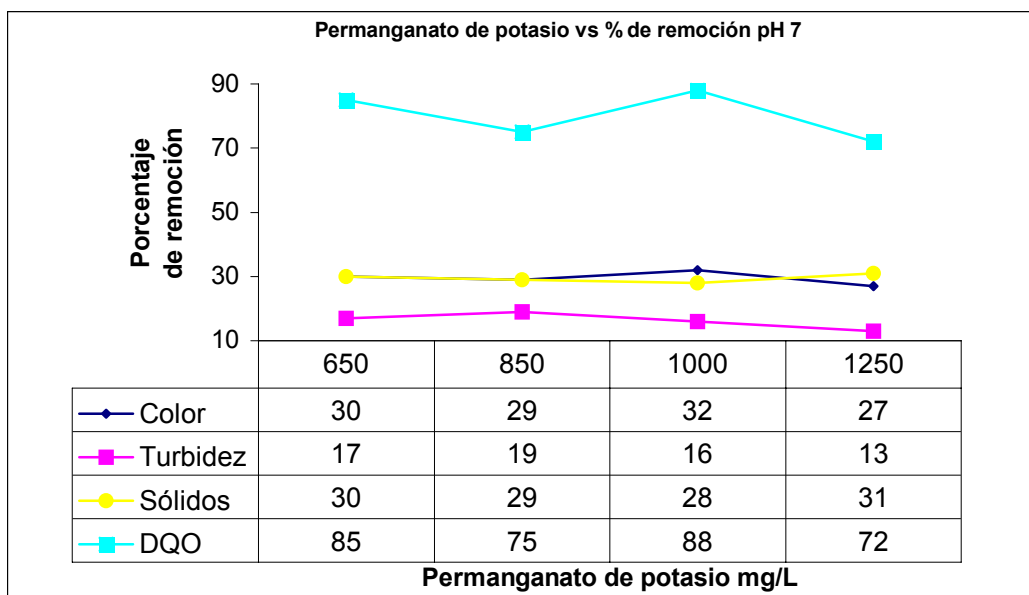 Permanganato de potasio vs % de remoción pH 7
Porcentaje
de remoción
90
70
50
30
10
650 850 1000 1250
Color 30 29 32 27
Turbidez 17 19 16 13
Sólidos 30 29 28 31
DQO 85 75 88 72
Permanganato de potasio mg/L